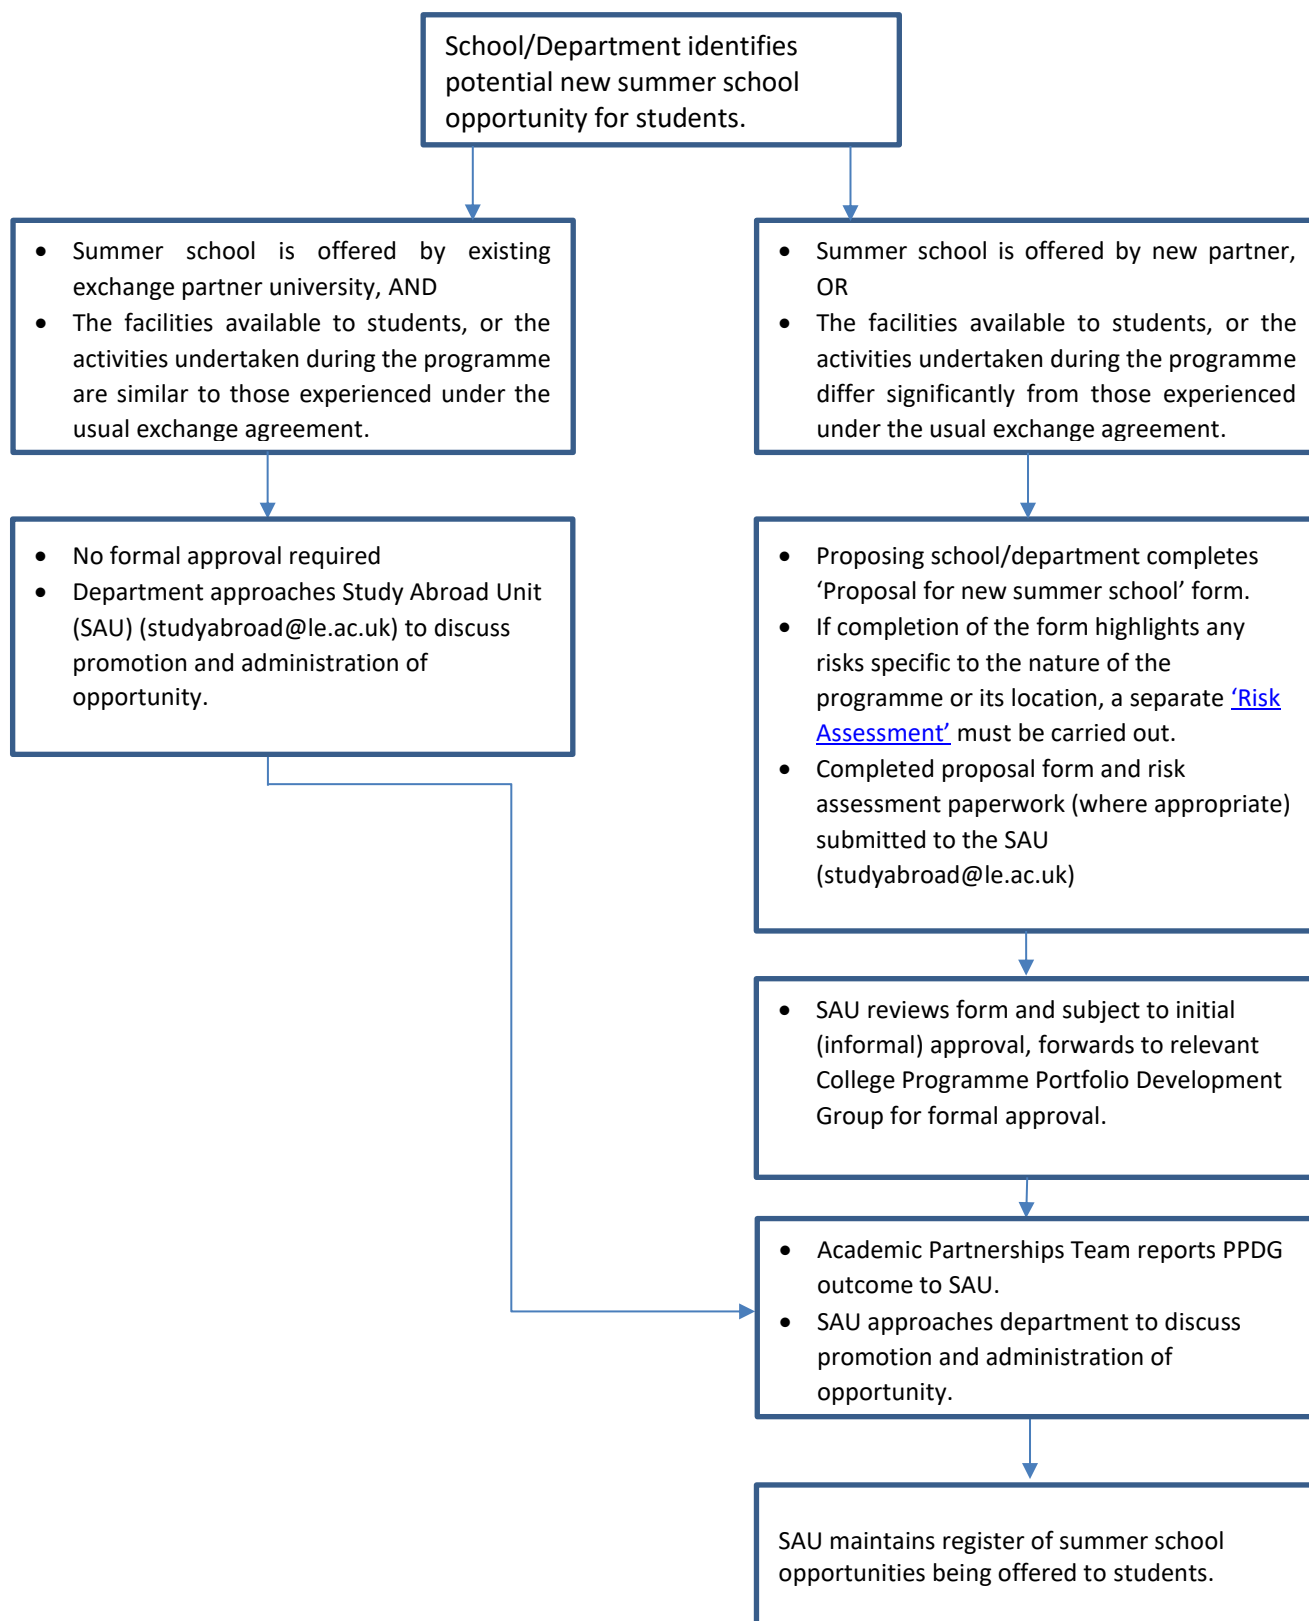 School/Department identifies
potential new summer school
opportunity for students.
• Summer school is offered by existing
exchange partner university, AND
• The facilities available to students, or the
activities undertaken during the programme
are similar to those experienced under the
usual exchange agreement.
• Summer school is offered by new partner,
OR
• The facilities available to students, or the
activities undertaken during the programme
differ significantly from those experienced
under the usual exchange agreement.
• No formal approval required
• Department approaches Study Abroad Unit
(SAU) (studyabroad@le.ac.uk) to discuss
promotion and administration of
opportunity.
• Proposing school/department completes
‘Proposal for new summer school’ form.
• If completion of the form highlights any
risks specific to the nature of the
programme or its location, a separate ‘Risk
Assessment’ must be carried out.
• Completed proposal form and risk
assessment paperwork (where appropriate)
submitted to the SAU
(studyabroad@le.ac.uk)
• SAU reviews form and subject to initial
(informal) approval, forwards to relevant
College Programme Portfolio Development
Group for formal approval.
• Academic Partnerships Team reports PPDG
outcome to SAU.
• SAU approaches department to discuss
promotion and administration of
opportunity.
SAU maintains register of summer school
opportunities being offered to students.